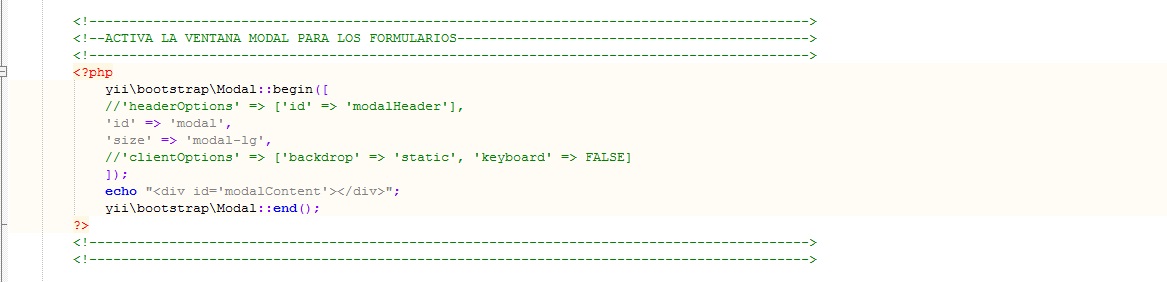 <!------------------------------------------------------------------------------------------>
<!--ACTIVA LA VENTANA MODAL PARA LOS FORMULARIOS-------------------------------------------->
<!------------------------------------------------------------------------------------------>
<?php
yii\bootstrap\Modal::begin([
//'headerOptions' => ['id' => 'modalHeader'],
'id' => 'modal',
'size' => 'modal-lg',
//'clientOptions' => ['backdrop' => 'static', 'keyboard' => FALSE]
]);
echo "<div id='modalContent'></div>";
yii\bootstrap\Modal::end();
?>
<!------------------------------------------------------------------------------------------>
<!------------------------------------------------------------------------------------------>